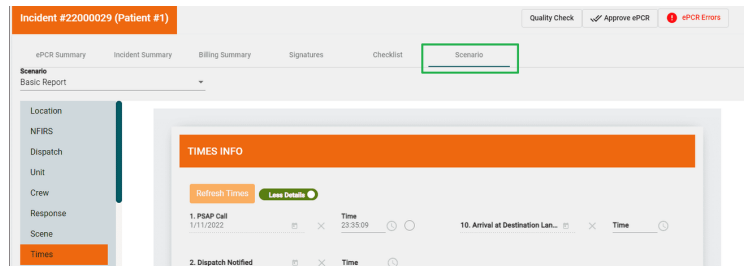 Incident #22000029 (Patient #1)
Quality Check
Approve ePCR
ePCR Errors
ePCR Summary
Incident Summary
Billing Summary
Signatures
Checklist
Scenario
Scenario
Basic Report
Location
NFIRS
Dispatch
Unit
Crew
Response
Scene
Times
TIMES INFO
Refresh Times
Less Details
1. PSAP Call
1/11/2022
Time
23:35:09
10. Arrival at Destination Lan...
Time
2. Dispatch Notified
Time